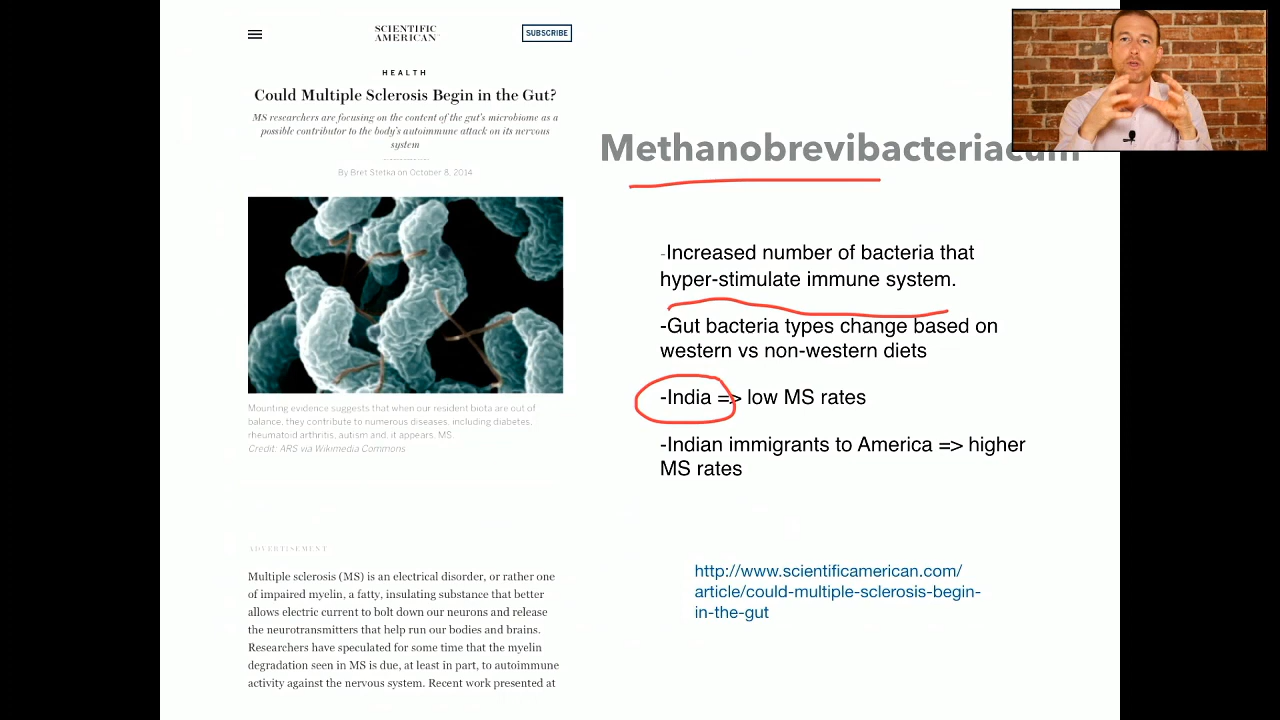 SCIENTIFIC
AMERICAN
SUBSCRIBE
HEALTH
Could Multiple Sclerosis Begin in the Gut?
MS researchers are focusing on the content of the gut's microbiome as a
possible contributor to the body's autoimmune attack on its nervous
system
By Bret Stetka on October 8, 2014
Mounting evidence suggests that when our resident biota are out of
balance, they contribute to numerous diseases, including diabetes,
rheumatoid arthritis, autism and, it appears, MS.
Credit: ARS via Wikimedia Commons
ADVERTISEMENT
Multiple sclerosis (MS) is an electrical disorder, or rather one
of impaired myelin, a fatty, insulating substance that better
allows electric current to bolt down our neurons and release
the neurotransmitters that help run our bodies and brains.
Researchers have speculated for some time that the myelin
degradation seen in MS is due, at least in part, to autoimmune
activity against the nervous system. Recent work presented at
Methanobrevibacteriacum
-Increased number of bacteria that
hyper-stimulate immune system.
-Gut bacteria types change based on
western vs non-western diets
-India => low MS rates
-Indian immigrants to America => higher
MS rates
http://www.scientificamerican.com/
article/could-multiple-sclerosis-begin-
in-the-gut